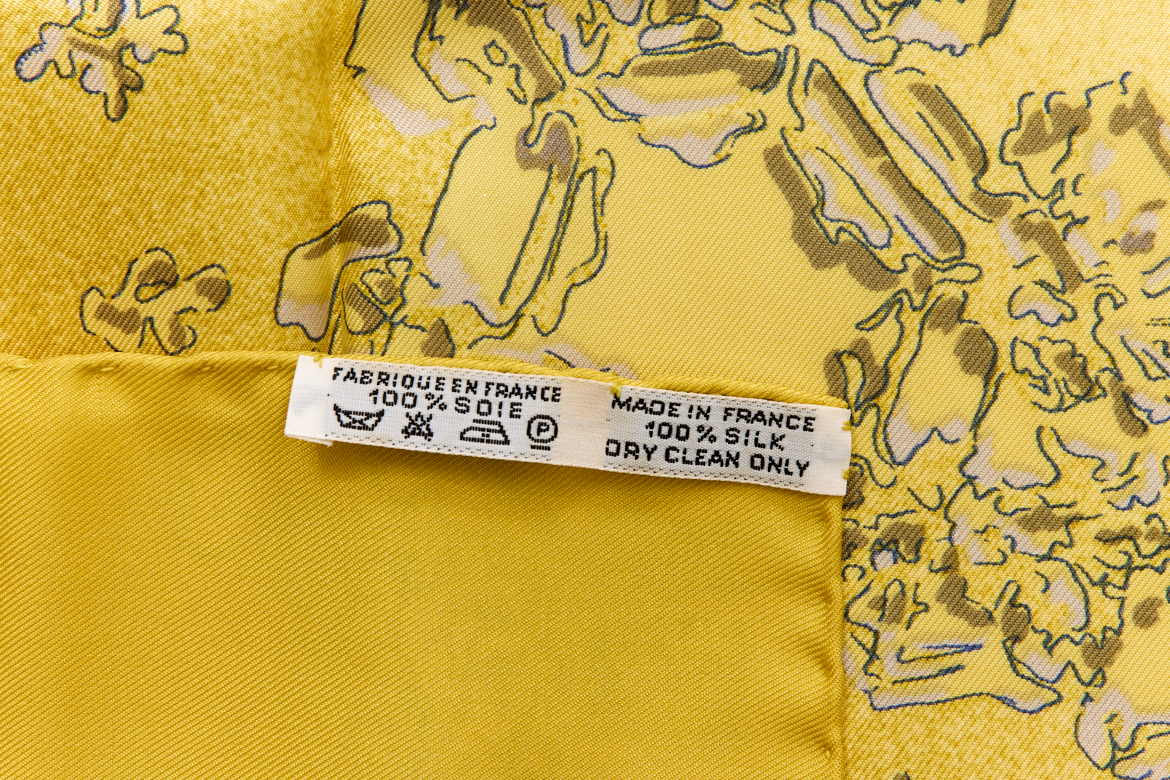 FABRIQUE EN FRANCE
100% SOIE
P
MADE IN FRANCE
100% SILK
DRY CLEAN ONLY